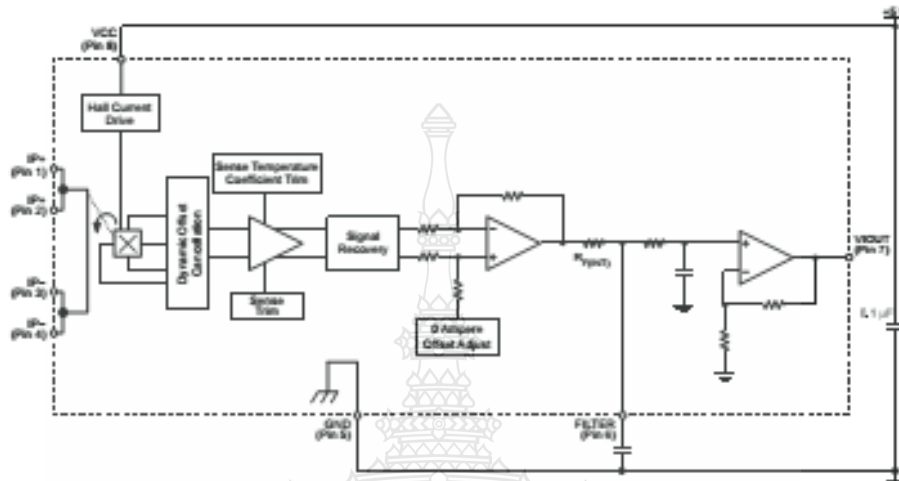 VCC
(Pin 8)
Hall Current
Drive
IP+
(Pin 1)
IP+
(Pin 2)
IP−
(Pin 3)
IP−
(Pin 4)
Dynamic Offset
Cancellation
Sense Temperature
Coefficient Trim
Sense
Trim
Signal
Recovery
0 Ampere
Offset Adjust
RF(INT)
VIOUT
(Pin 7)
GND
(Pin 5)
FILTER
(Pin 6)